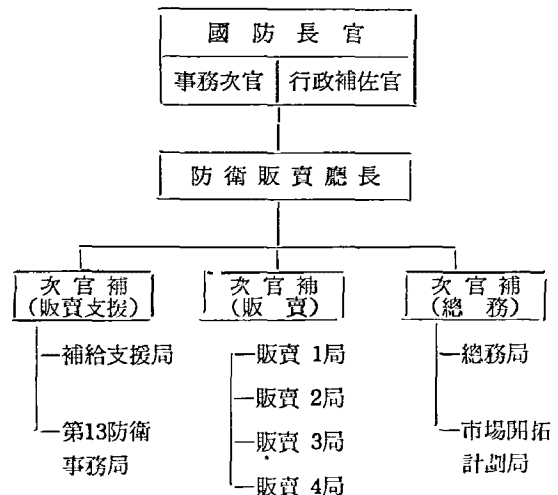 國防長官
事務次官 行政補佐官
防衛販賣廳長
次官補 次官補 次官補
(販賣支援) (販賣) (總務)
補給支援局 販賣 1局 總務局
販賣 2局
第13防衛 販賣 3局 市場開拓
事務局 計劃局
販賣 4局